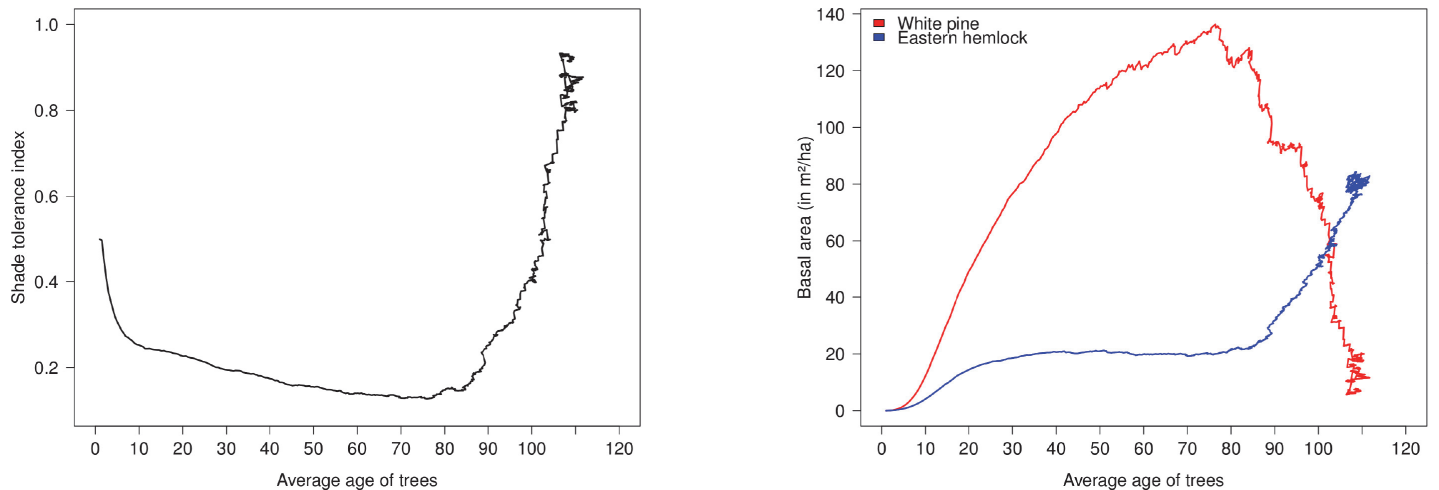 Shade tolerance index
1.0
0.8
0.6
0.4
0.2
0 10 20 30 40 50 60 70 80 90 100 120
Average age of trees
White pine
Eastern hemlock
Basal area (in m²/ha)
140
120
100
80
60
40
20
0
0 10 20 30 40 50 60 70 80 90 100 120
Average age of trees